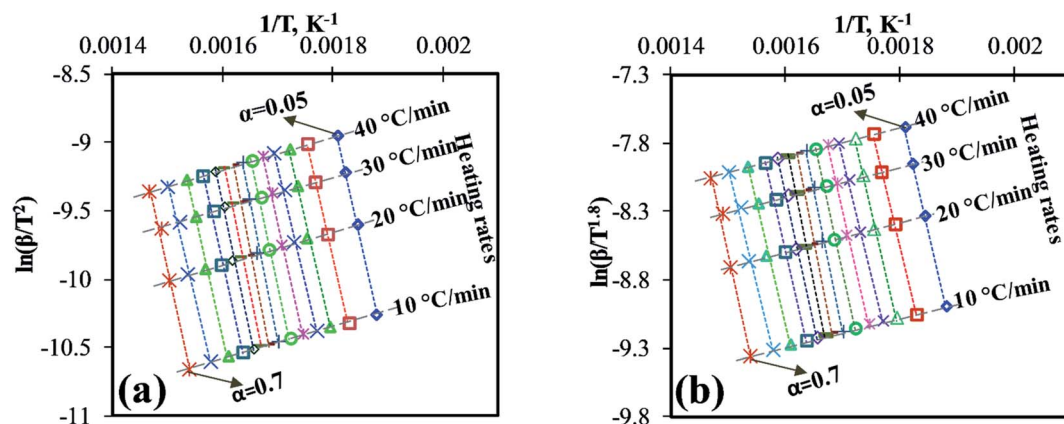 1/T, K-1
0.0014 0.0016 0.0018 0.002
-8.5
-9
-9.5
-10
-10.5
-11
ln(β/T2)
α=0.05
40 °C/min
30 °C/min
20 °C/min
10 °C/min
Heating rates
α=0.7
(a)
1/T, K-1
0.0014 0.0016 0.0018 0.002
-7.3
-7.8
-8.3
-8.8
-9.3
-9.8
ln(β/T1.8)
α=0.05
40 °C/min
30 °C/min
20 °C/min
10 °C/min
Heating rates
α=0.7
(b)